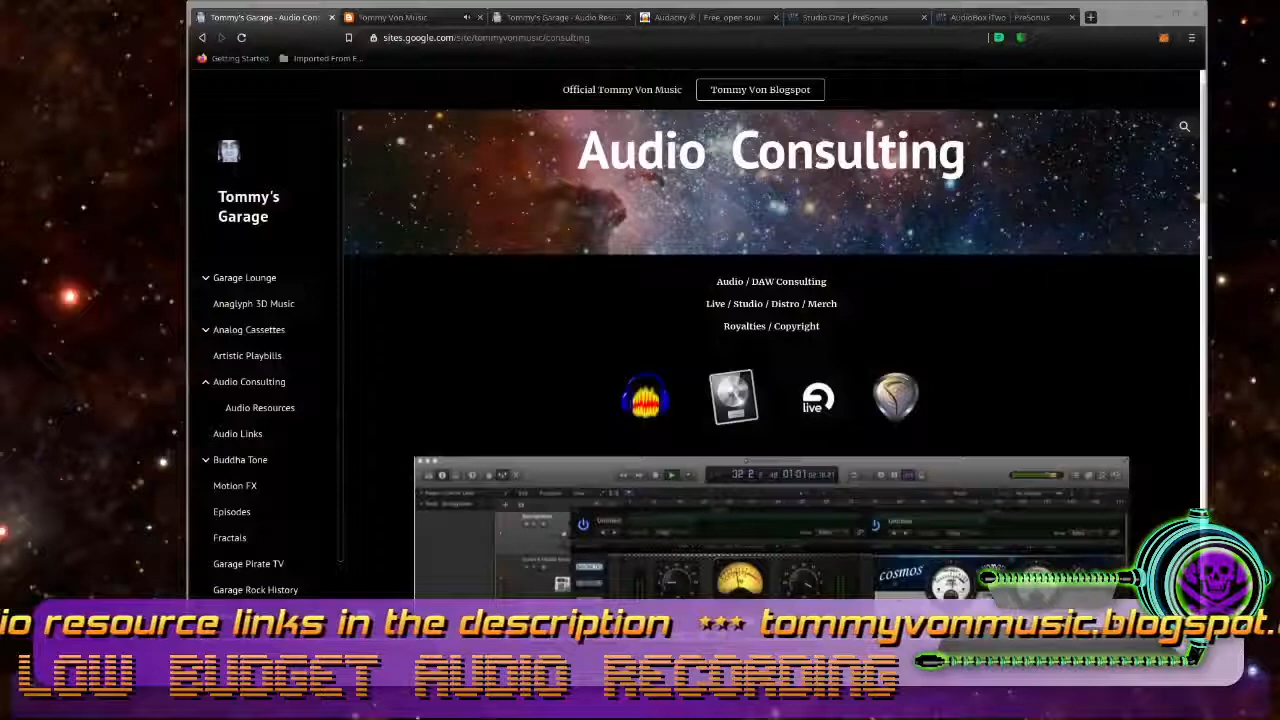 Tommy's Garage - Audio Con:
Tommy Von Music
Tommy's Garage - Audio Reso
Audacity ® | Free, open sour
Studio One | PreSonus
AudioBox iTwo | PreSonus
sites.google.com/site/tommyvonmusic/consulting
Getting Started
Imported From F...
Official Tommy Von Music
Tommy Von Blogspot
Audio Consulting
Tommy's
Garage
Garage Lounge
Anaglyph 3D Music
Analog Cassettes
Artistic Playbills
Audio Consulting
Audio Resources
Audio Links
Buddha Tone
Motion FX
Episodes
Fractals
Garage Pirate TV
Garage Rock History
Audio / DAW Consulting
Live / Studio / Distro / Merch
Royalties / Copyright
live
cosmos
io resource links in the description *** tommyvonmusic.blogspot.
LOW BUDGET AUDIO RECORDING